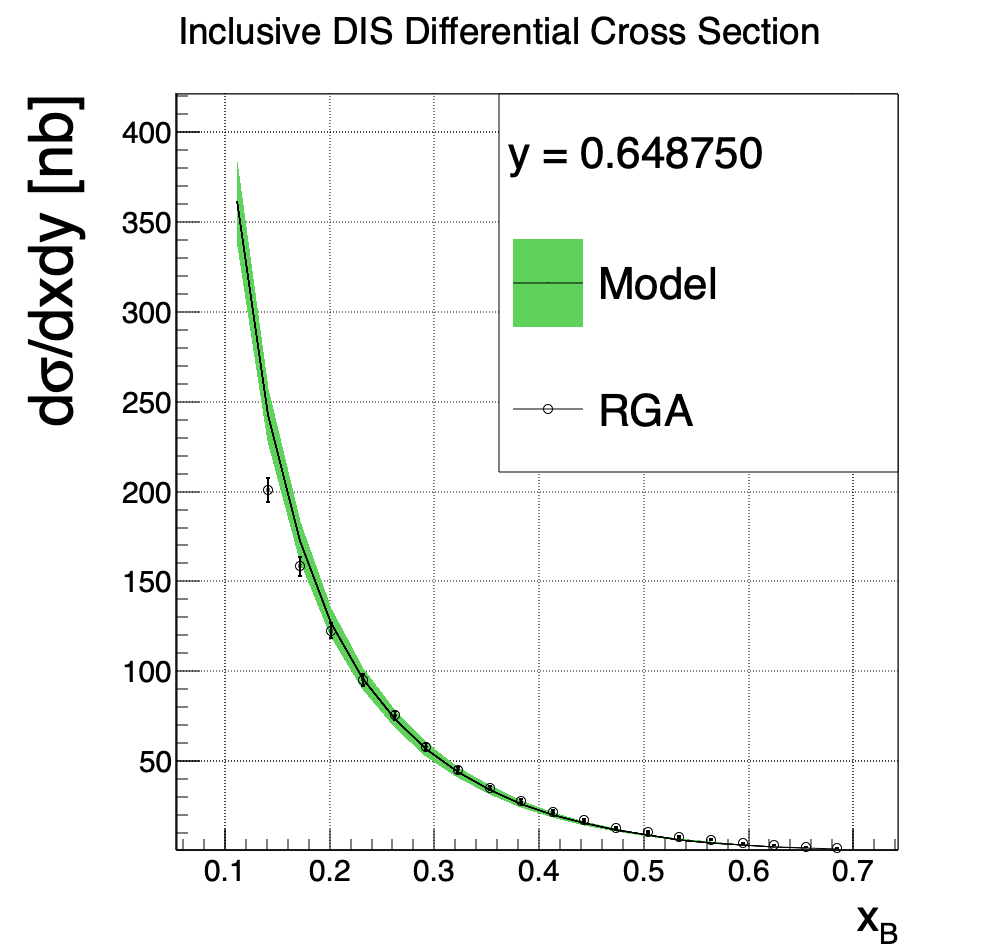 Inclusive DIS Differential Cross Section
dσ/dxdy [nb]
400
350
300
250
200
150
100
50
y = 0.648750
Model
RGA
0.1 0.2 0.3 0.4 0.5 0.6 0.7
xB